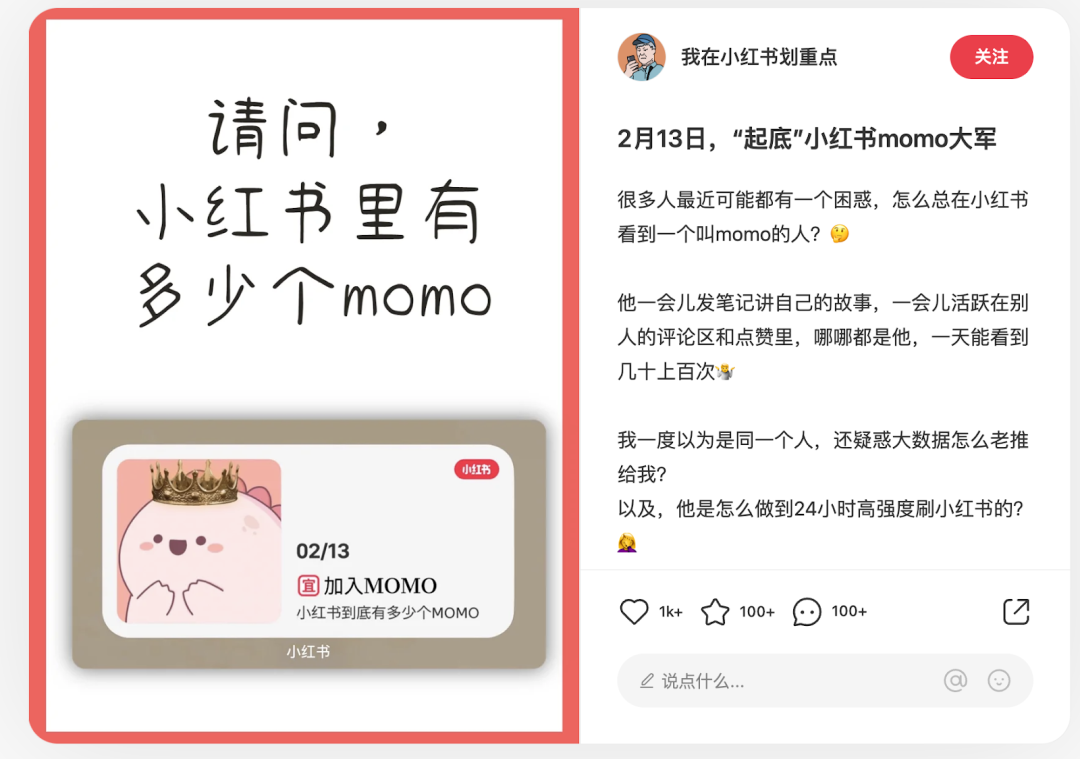 请问，
小红书里有
多少个momo
小红书
02/13
宜 加入MOMO
小红书到底有多少个MOMO
小红书
我在小红书划重点
关注
2月13日，“起底”小红书momo大军
很多人最近可能都有一个困惑，怎么总在小红书
看到一个叫momo的人？🤔
他一会儿发笔记讲自己的故事，一会儿活跃在别
人的评论区和点赞里，哪哪都是他，一天能看到
几十上百次🤷
我一度以为是同一个人，还疑惑大数据怎么老推
给我？
以及，他是怎么做到24小时高强度刷小红书的？
🤦‍♀️
1k+ 100+ 100+
说点什么...